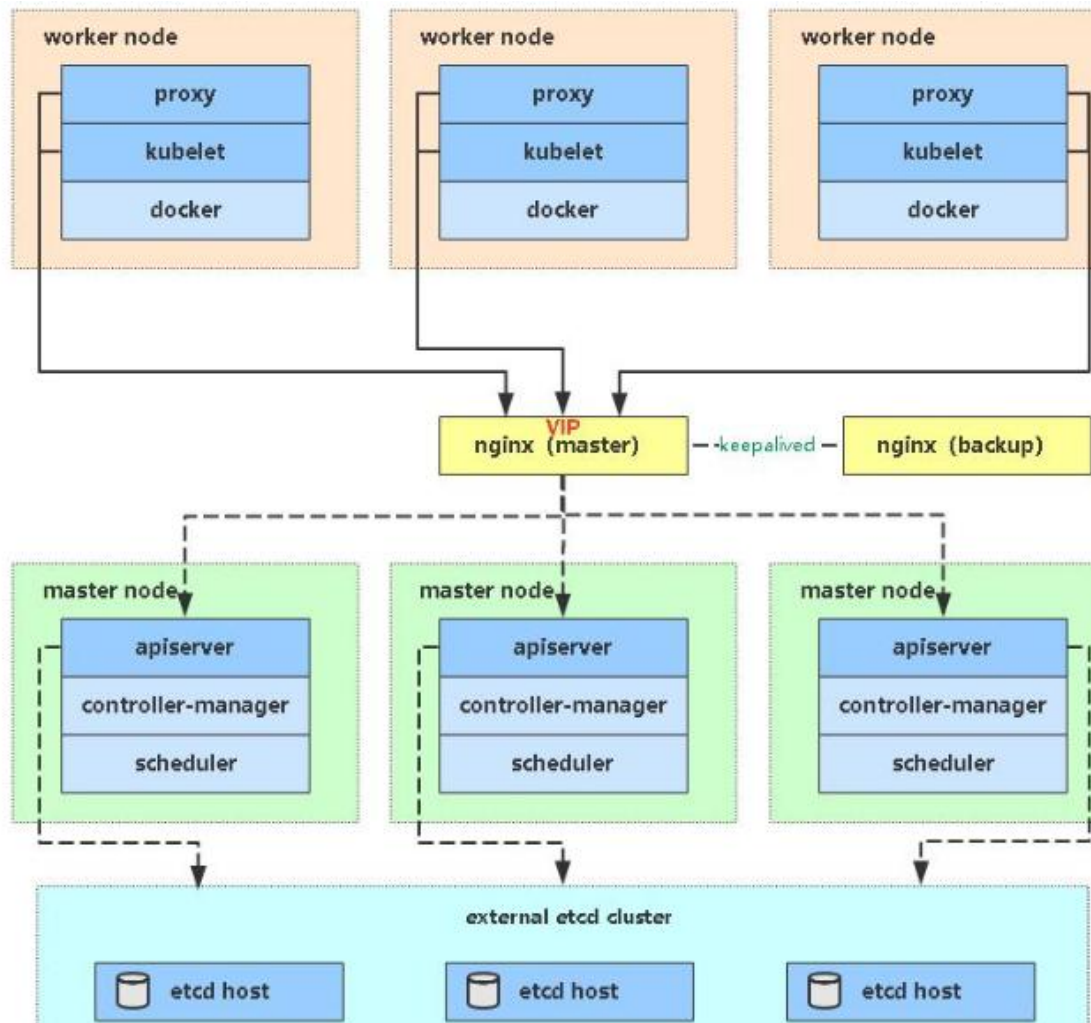 worker node
proxy
kubelet
docker
worker node
proxy
kubelet
docker
worker node
proxy
kubelet
docker
VIP
nginx (master)
keepalived
nginx (backup)
master node
apiserver
controller-manager
scheduler
master node
apiserver
controller-manager
scheduler
master node
apiserver
controller-manager
scheduler
external etcd cluster
etcd host
etcd host
etcd host